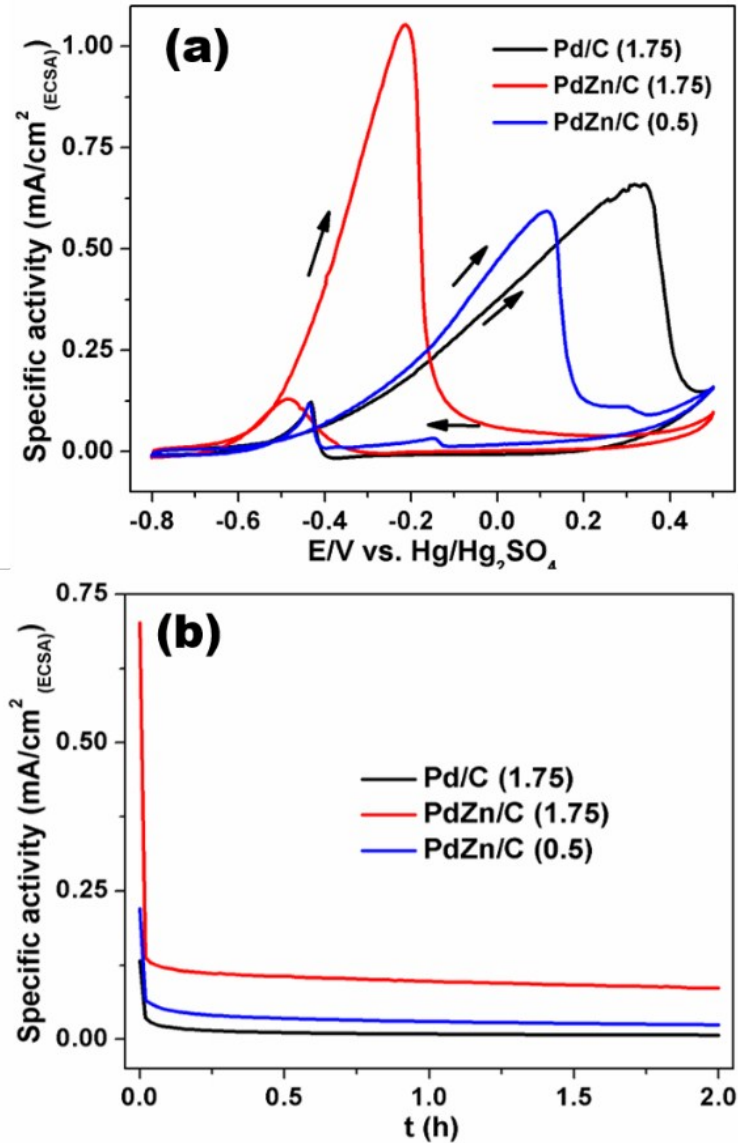 (a)
Pd/C (1.75)
PdZn/C (1.75)
PdZn/C (0.5)
Specific activity (mA/cm² (ECSA))
1.00
0.75
0.50
0.25
0.00
-0.8 -0.6 -0.4 -0.2 0.0 0.2 0.4
E/V vs. Hg/Hg₂SO₄
(b)
Pd/C (1.75)
PdZn/C (1.75)
PdZn/C (0.5)
Specific activity (mA/cm² (ECSA))
0.75
0.50
0.25
0.00
0.0 0.5 1.0 1.5 2.0
t (h)